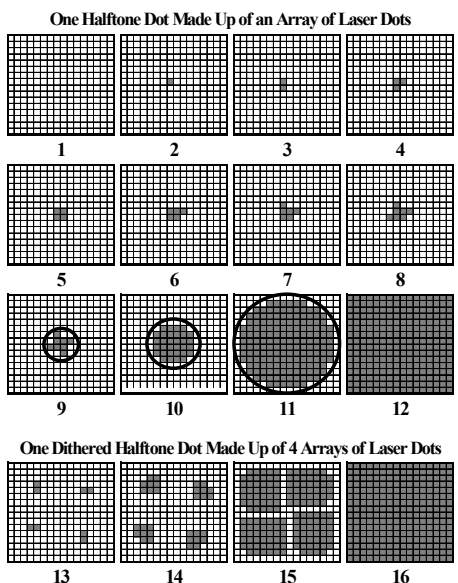 One Halftone Dot Made Up of an Array of Laser Dots
1 2 3 4
5 6 7 8
9 10 11 12
One Dithered Halftone Dot Made Up of 4 Arrays of Laser Dots
13 14 15 16